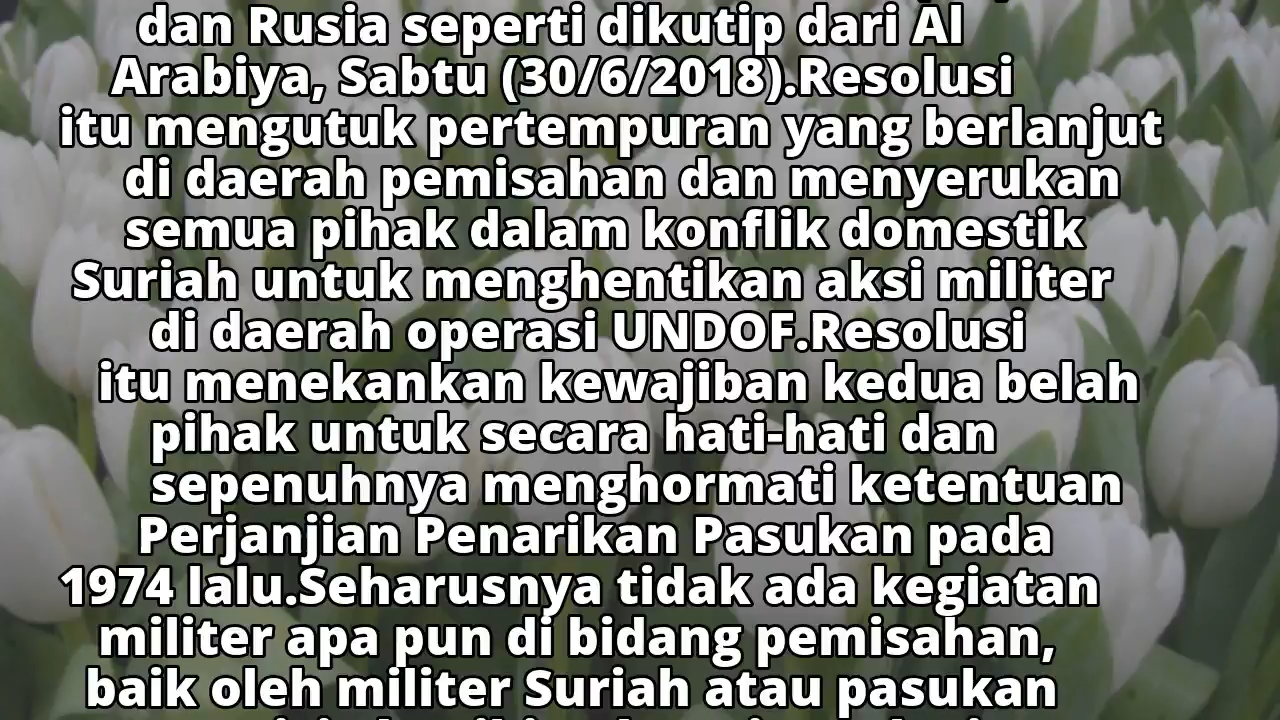 dan Rusia seperti dikutip dari Al
Arabiya, Sabtu (30/6/2018).Resolusi
itu mengutuk pertempuran yang berlanjut
di daerah pemisahan dan menyerukan
semua pihak dalam konflik domestik
Suriah untuk menghentikan aksi militer
di daerah operasi UNDOF.Resolusi
itu menekankan kewajiban kedua belah
pihak untuk secara hati-hati dan
sepenuhnya menghormati ketentuan
Perjanjian Penarikan Pasukan pada
1974 lalu.Seharusnya tidak ada kegiatan
militer apa pun di bidang pemisahan,
baik oleh militer Suriah atau pasukan